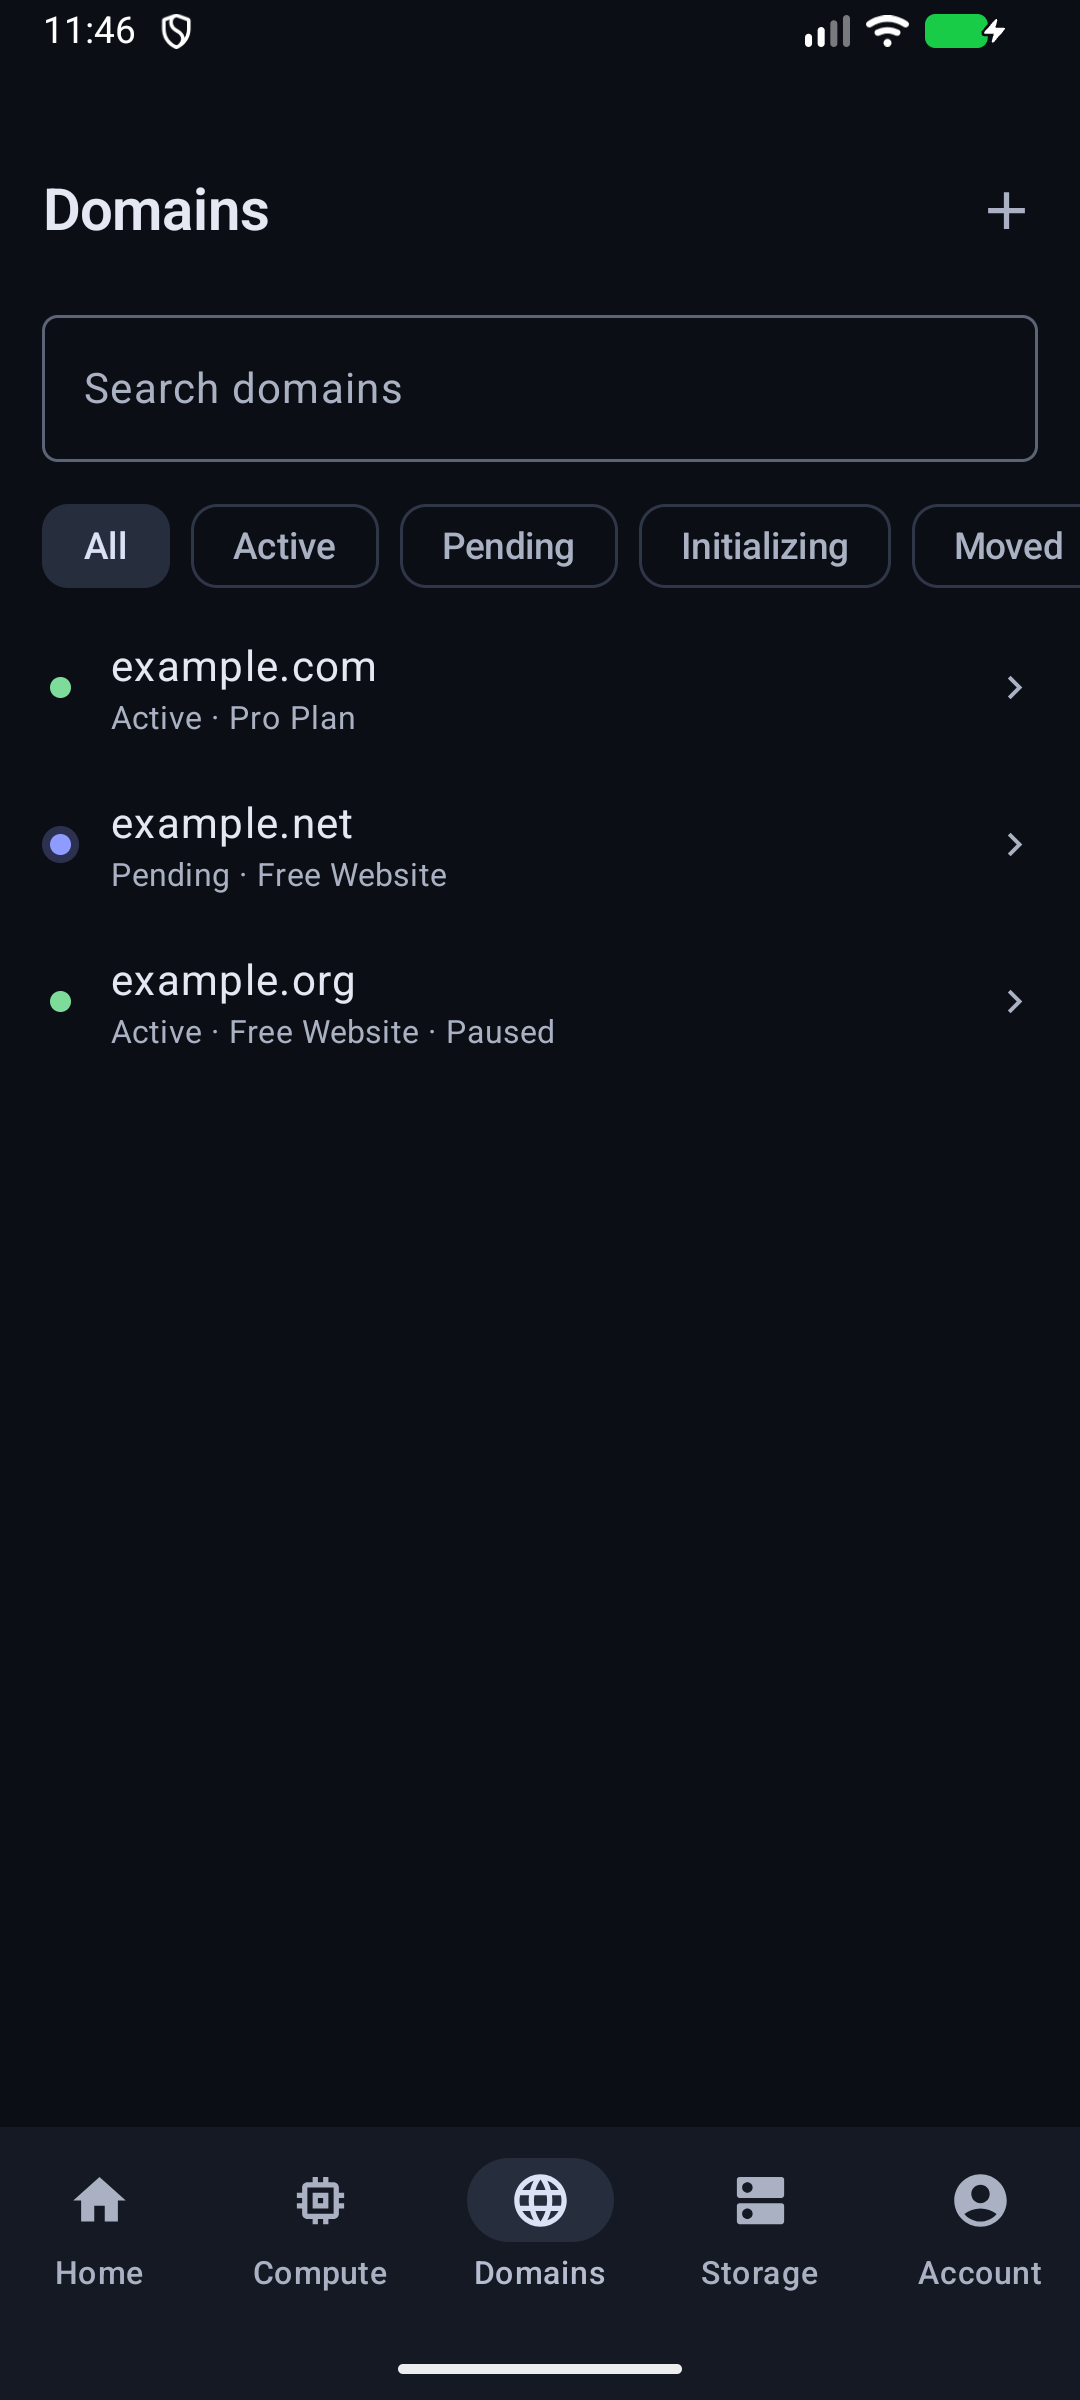 11:46
Domains
Search domains
All Active Pending Initializing Moved
example.com
Active · Pro Plan
example.net
Pending · Free Website
example.org
Active · Free Website · Paused
Home Compute Domains Storage Account